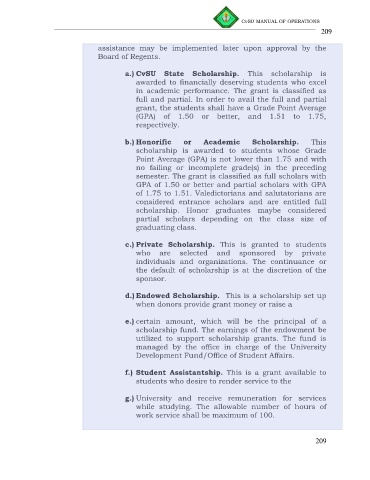 CvSU MANUAL OF OPERATIONS
209
assistance may be implemented later upon approval by the
Board of Regents.
a.) CvSU State Scholarship. This scholarship is
awarded to financially deserving students who excel
in academic performance. The grant is classified as
full and partial. In order to avail the full and partial
grant, the students shall have a Grade Point Average
(GPA) of 1.50 or better, and 1.51 to 1.75,
respectively.
b.) Honorific or Academic Scholarship. This
scholarship is awarded to students whose Grade
Point Average (GPA) is not lower than 1.75 and with
no failing or incomplete grade(s) in the preceding
semester. The grant is classified as full scholars with
GPA of 1.50 or better and partial scholars with GPA
of 1.75 to 1.51. Valedictorians and salutatorians are
considered entrance scholars and are entitled full
scholarship. Honor graduates maybe considered
partial scholars depending on the class size of
graduating class.
c.) Private Scholarship. This is granted to students
who are selected and sponsored by private
individuals and organizations. The continuance or
the default of scholarship is at the discretion of the
sponsor.
d.) Endowed Scholarship. This is a scholarship set up
when donors provide grant money or raise a
e.) certain amount, which will be the principal of a
scholarship fund. The earnings of the endowment be
utilized to support scholarship grants. The fund is
managed by the office in charge of the University
Development Fund/Office of Student Affairs.
f.) Student Assistantship. This is a grant available to
students who desire to render service to the
g.) University and receive remuneration for services
while studying. The allowable number of hours of
work service shall be maximum of 100.
209